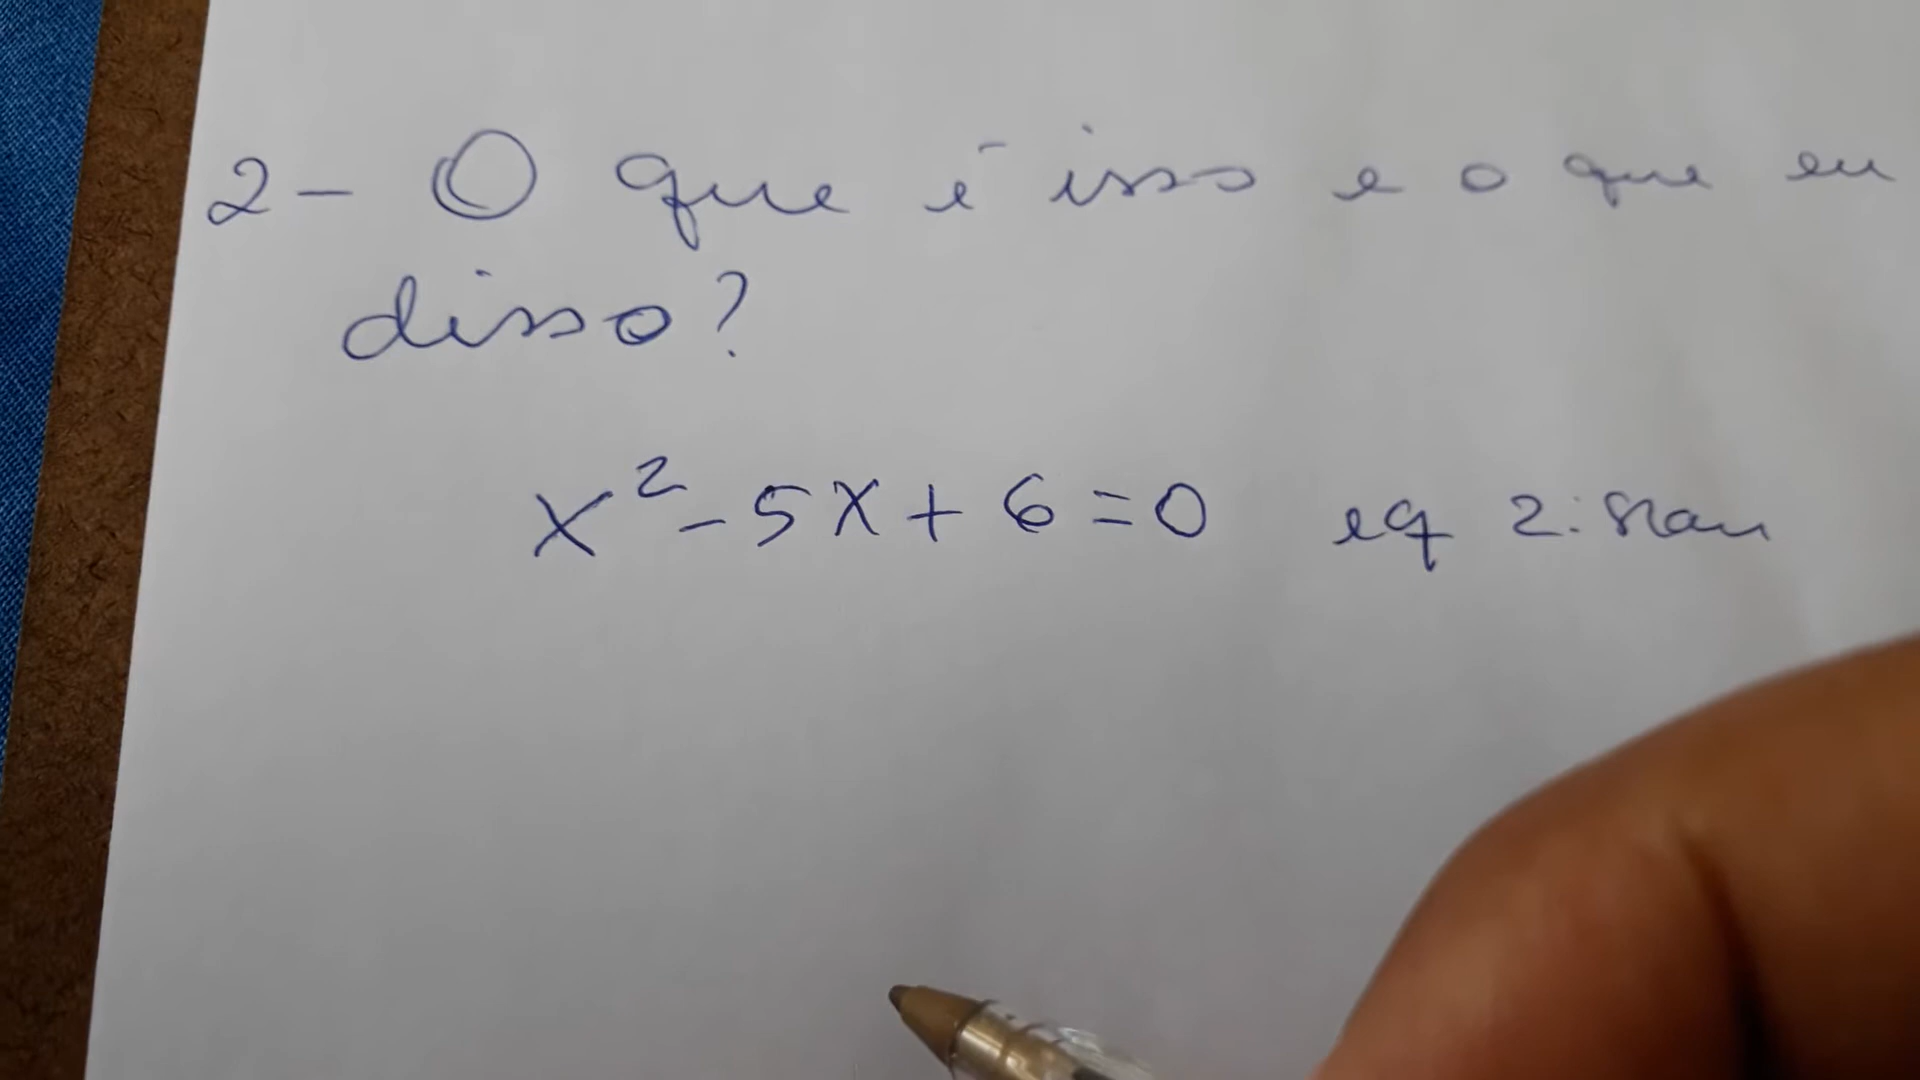 2- O que é isso e o que eu
disso?
x² - 5x + 6 = 0 eq 2: grau